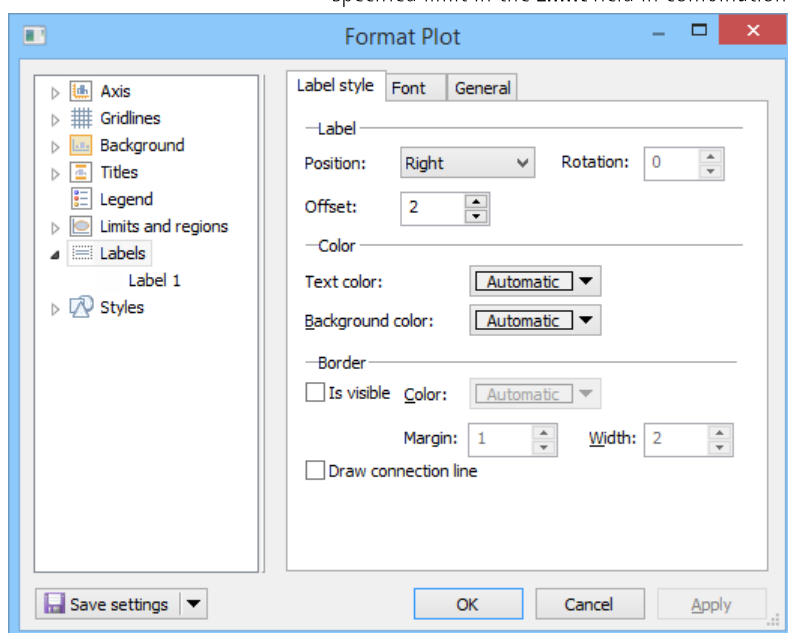 Format Plot
Axis
Gridlines
Background
Titles
Legend
Limits and regions
Labels
Label 1
Styles
Label style Font General
Label
Position: Right Rotation: 0
Offset: 2
Color
Text color: Automatic
Background color: Automatic
Border
Is visible Color: Automatic
Margin: 1 Width: 2
Draw connection line
Save settings OK Cancel Apply